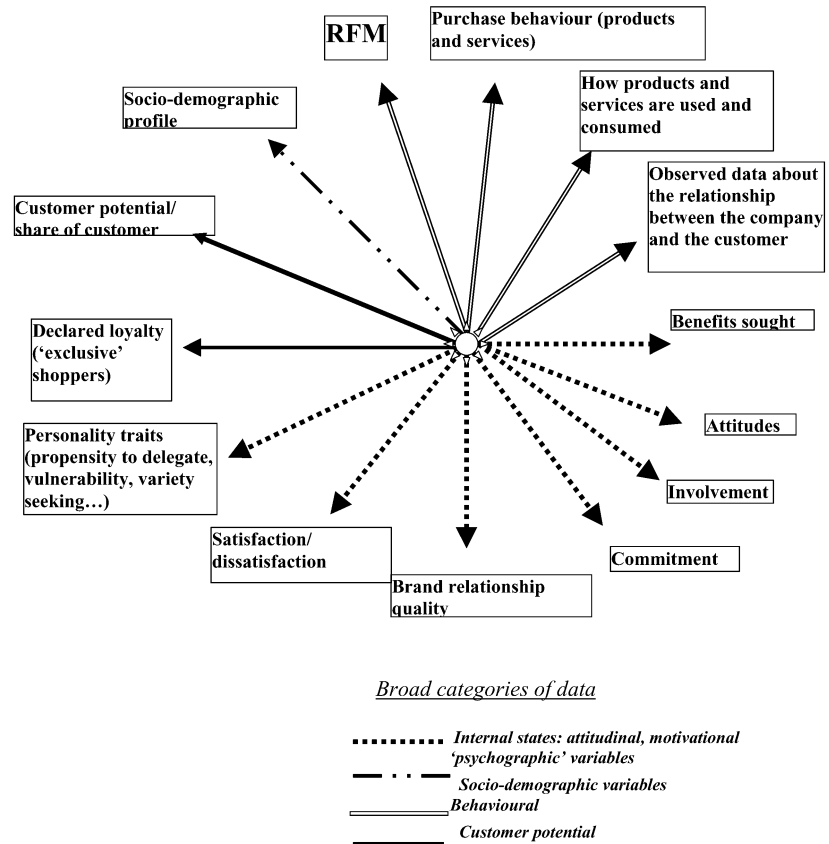 RFM
Purchase behaviour (products
and services)
How products and
services are used and
consumed
Socio-demographic
profile
Observed data about
the relationship
between the company
and the customer
Customer potential/
share of customer
Benefits sought
Declared loyalty
(‘exclusive’
shoppers)
Attitudes
Personality traits
(propensity to delegate,
vulnerability, variety
seeking…)
Involvement
Satisfaction/
dissatisfaction
Commitment
Brand relationship
quality
Broad categories of data
Internal states: attitudinal, motivational
‘psychographic’ variables
Socio-demographic variables
Behavioural
Customer potential